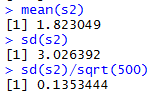 > mean(s2)
[1] 1.823049
> sd(s2)
[1] 3.026392
> sd(s2)/sqrt(500)
[1] 0.1353444